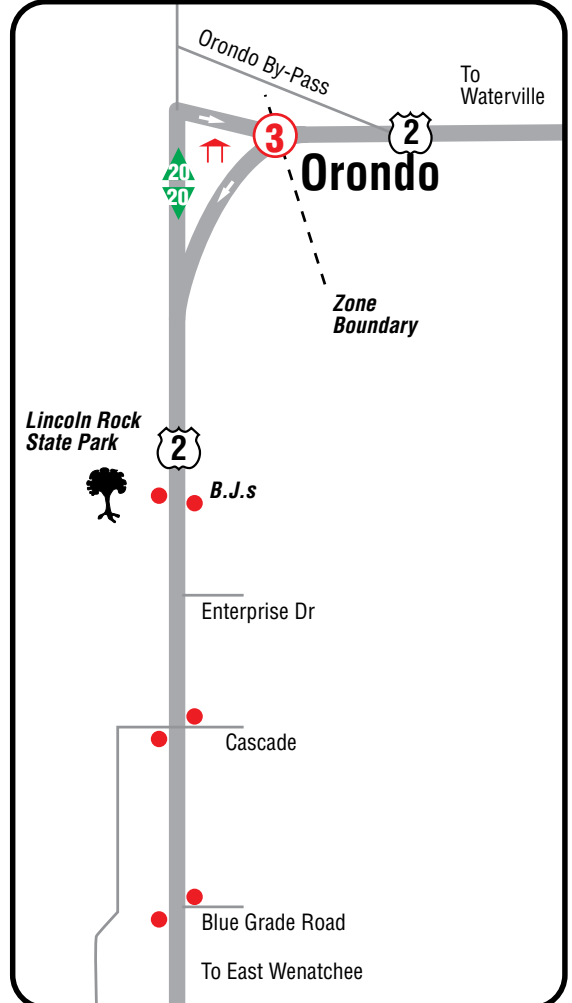 Orondo By-Pass
To
Waterville
3
2
Orondo
20
20
Zone
Boundary
Lincoln Rock
State Park
2
B.J.s
Enterprise Dr
Cascade
Blue Grade Road
To East Wenatchee